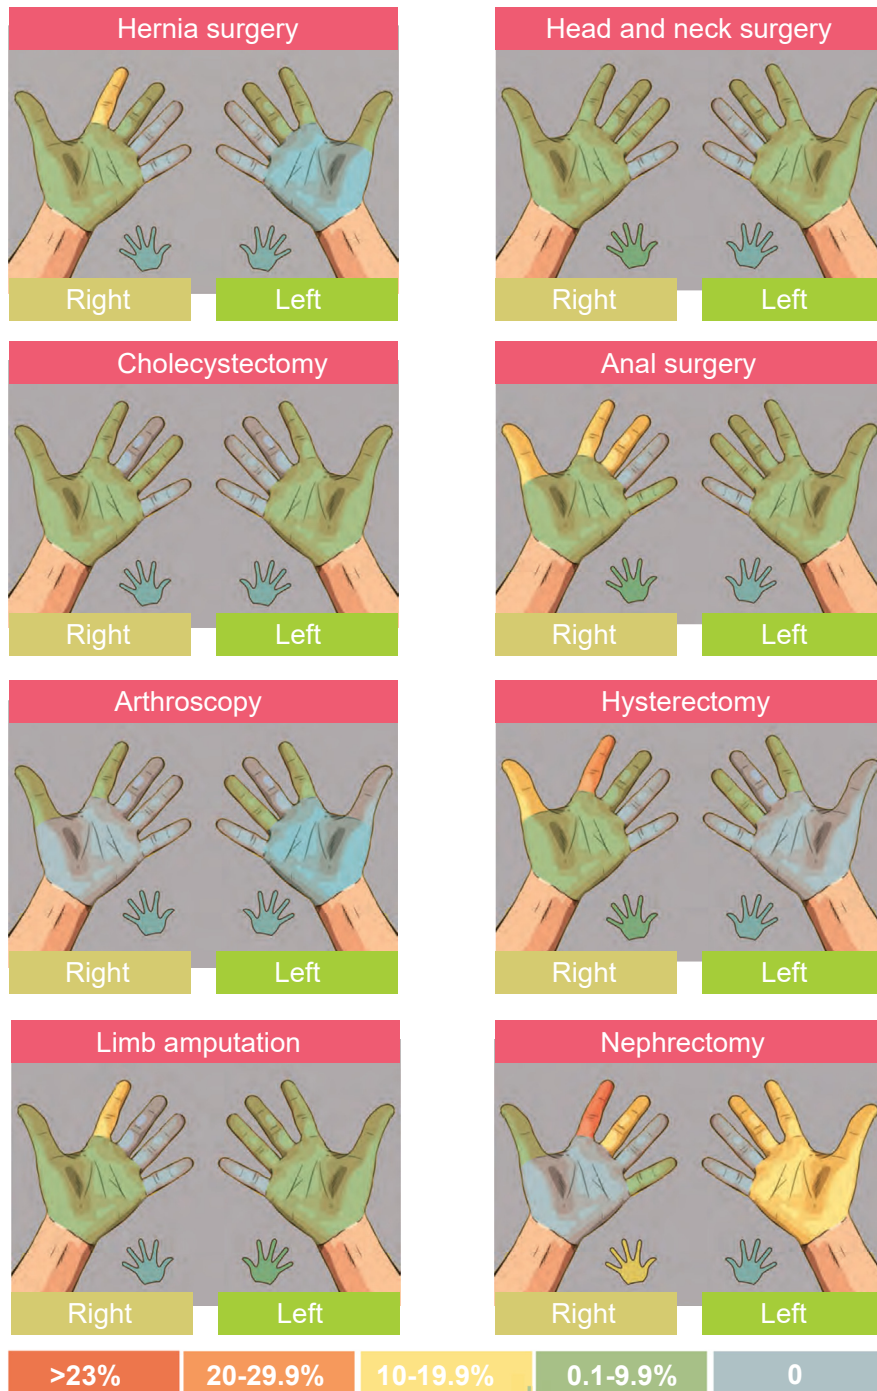 Hernia surgery
Head and neck surgery
Right
Left
Right
Left
Cholecystectomy
Anal surgery
Right
Left
Right
Left
Arthroscopy
Hysterectomy
Right
Left
Right
Left
Limb amputation
Nephrectomy
Right
Left
Right
Left
>23%
20-29.9%
10-19.9%
0.1-9.9%
0